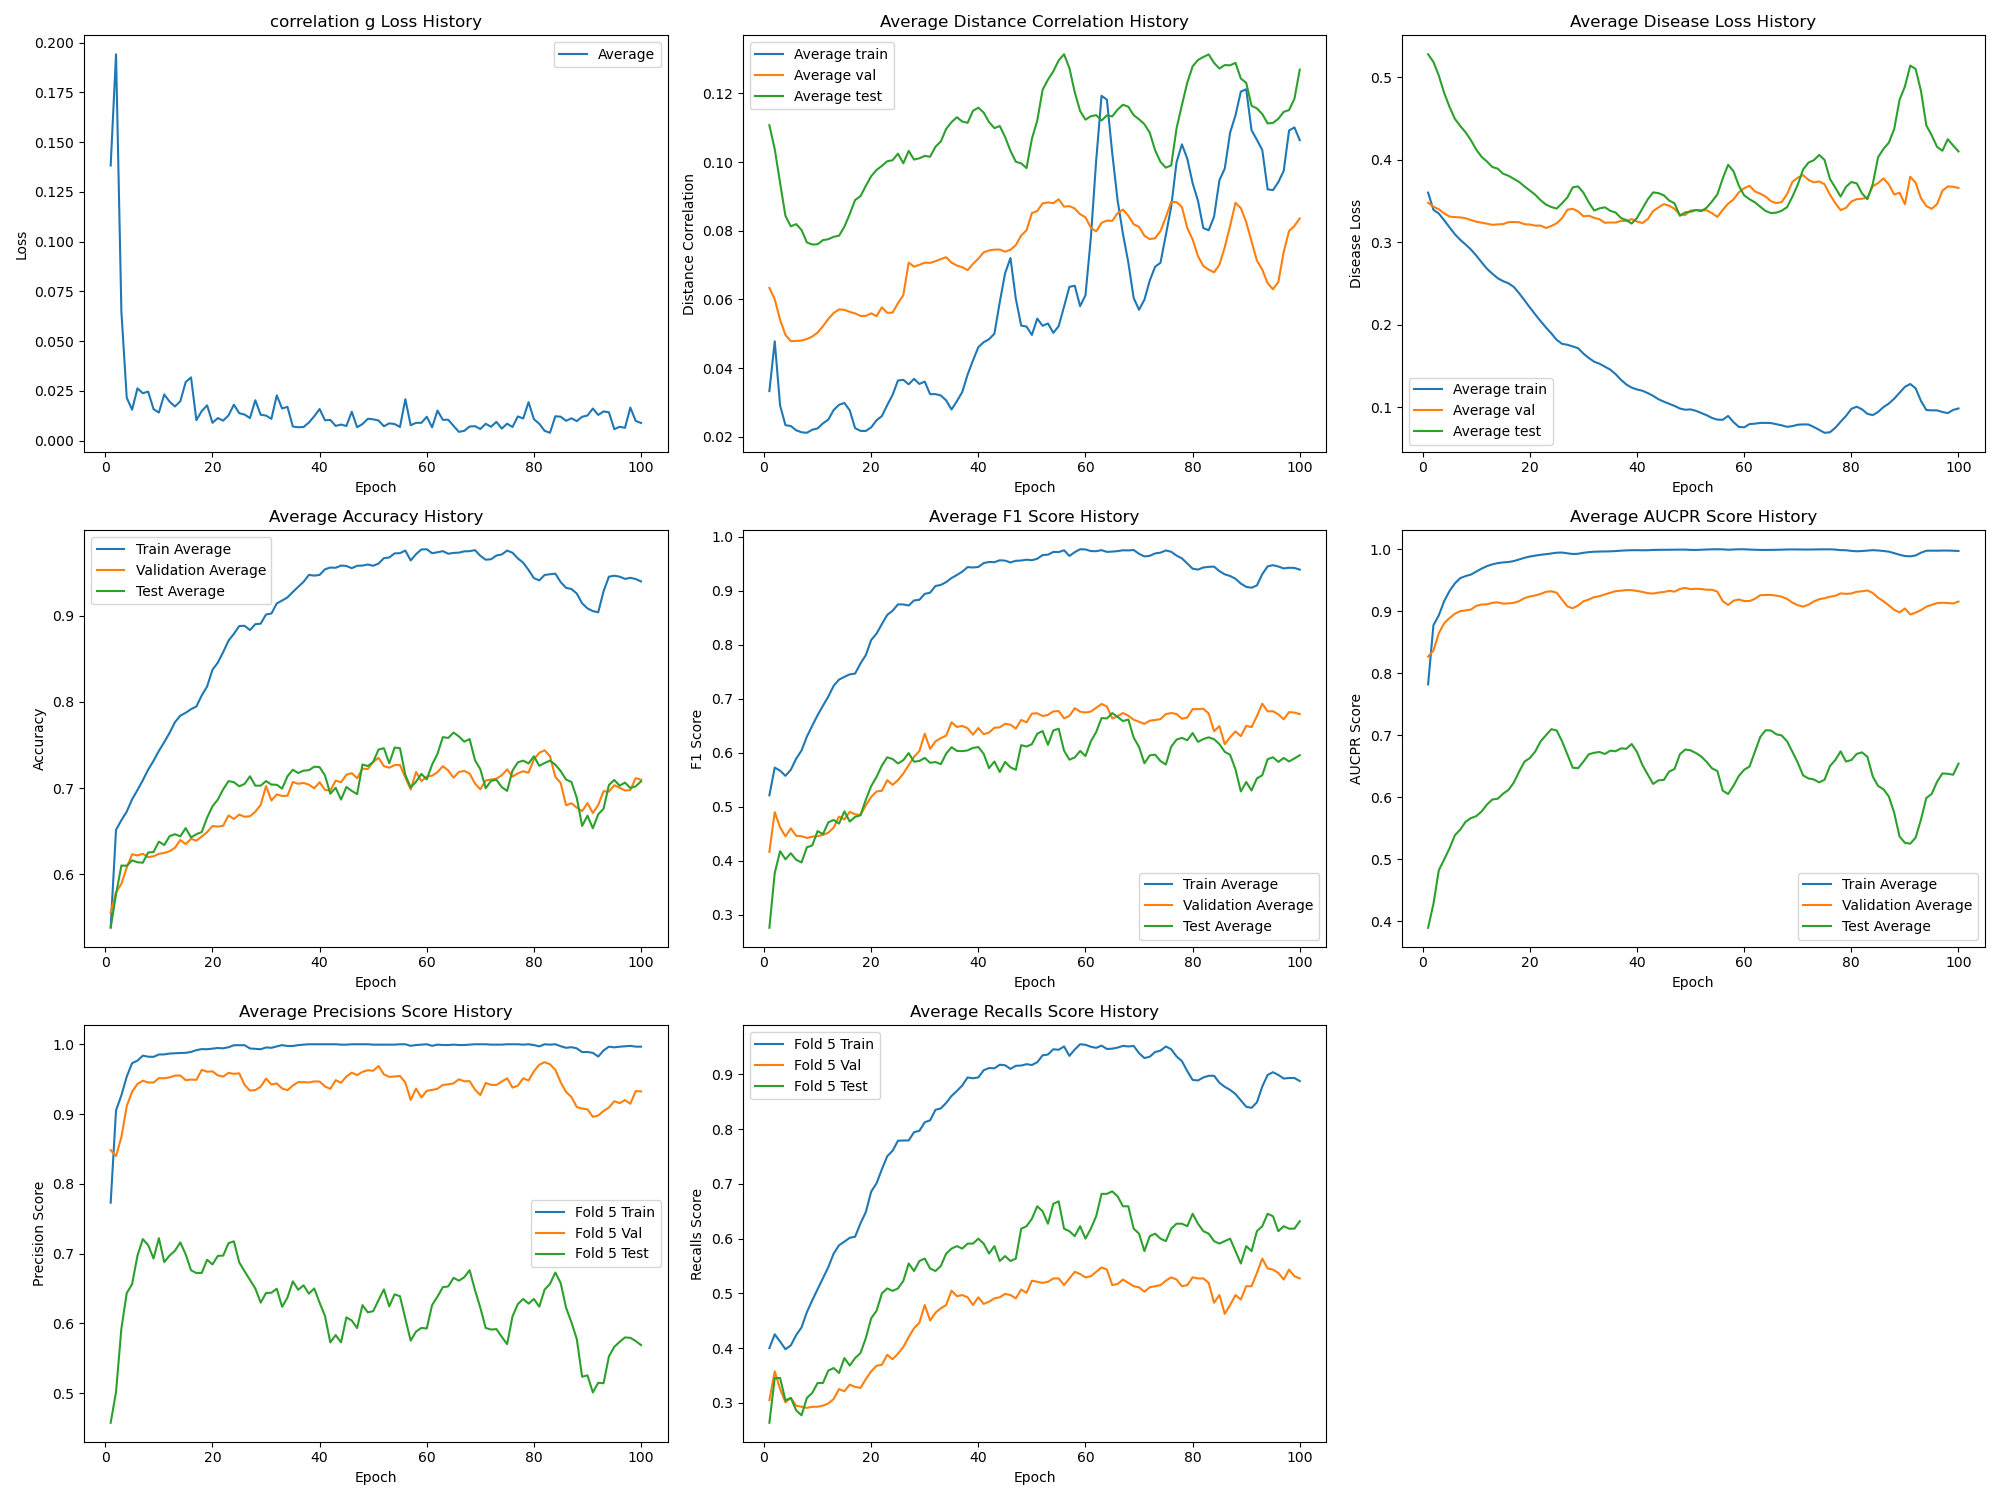 correlation g Loss History
Average
0.200
0.175
0.150
0.125
0.100
0.075
0.050
0.025
0.000
Loss
0 20 40 60 80 100
Epoch
Average Distance Correlation History
Average train
Average val
Average test
0.12
0.10
0.08
0.06
0.04
0.02
Distance Correlation
0 20 40 60 80 100
Epoch
Average Disease Loss History
0.5
0.4
0.3
0.2
0.1
Disease Loss
Average train
Average val
Average test
0 20 40 60 80 100
Epoch
Average Accuracy History
Train Average
Validation Average
Test Average
0.9
0.8
0.7
0.6
Accuracy
0 20 40 60 80 100
Epoch
Average F1 Score History
1.0
0.9
0.8
0.7
0.6
0.5
0.4
0.3
F1 Score
Train Average
Validation Average
Test Average
0 20 40 60 80 100
Epoch
Average AUCPR Score History
1.0
0.9
0.8
0.7
0.6
0.5
0.4
AUCPR Score
Train Average
Validation Average
Test Average
0 20 40 60 80 100
Epoch
Average Precisions Score History
1.0
0.9
0.8
0.7
0.6
0.5
Precision Score
Fold 5 Train
Fold 5 Val
Fold 5 Test
0 20 40 60 80 100
Epoch
Average Recalls Score History
Fold 5 Train
Fold 5 Val
Fold 5 Test
0.9
0.8
0.7
0.6
0.5
0.4
0.3
Recalls Score
0 20 40 60 80 100
Epoch